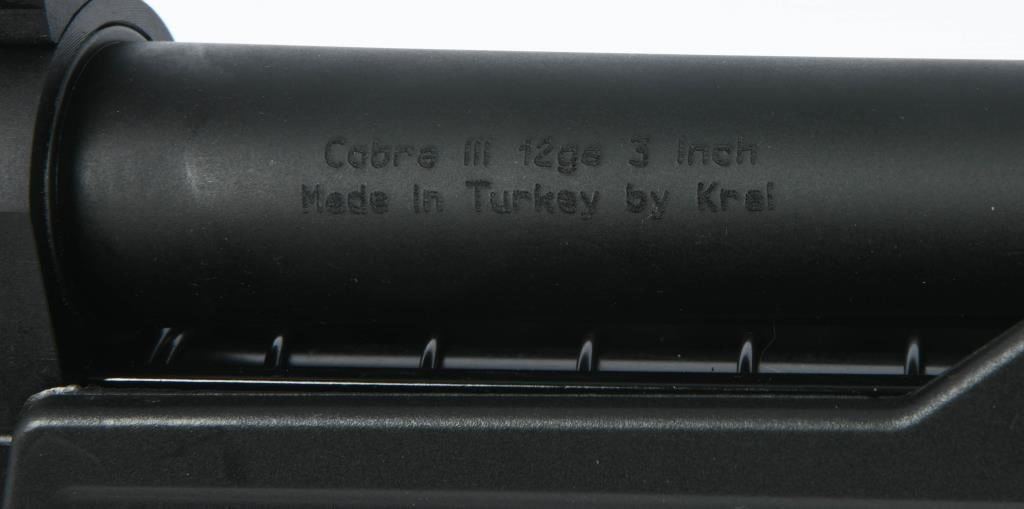 Cobra III 12ga 3 Inch
Made In Turkey by Kral